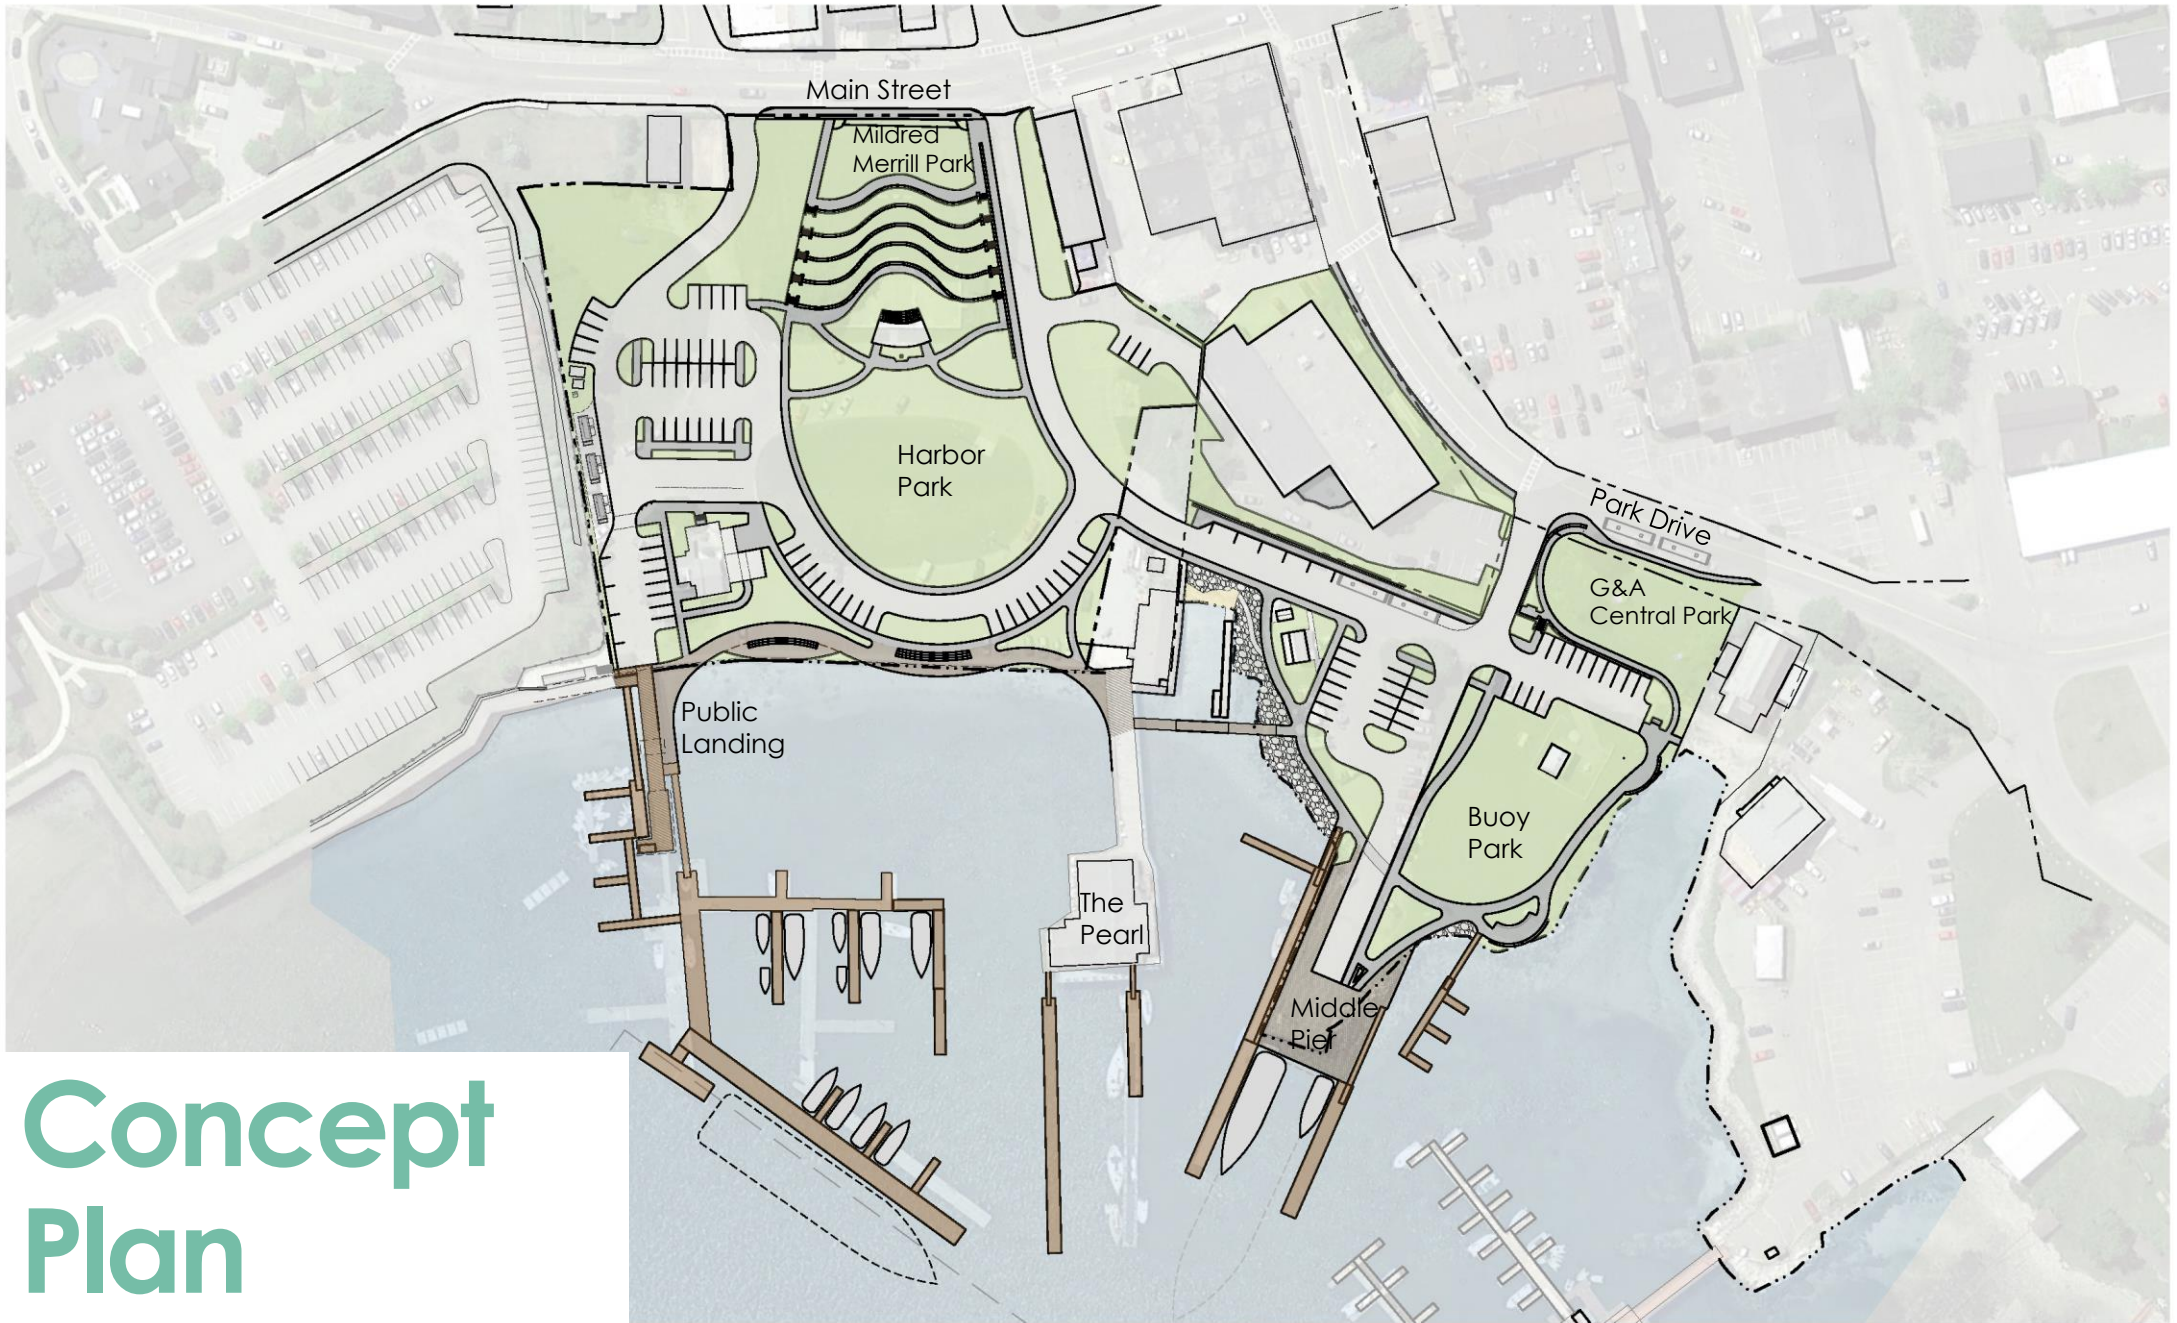 Main Street
Mildred
Merrill Park
Harbor
Park
Park Drive
G&A
Central Park
Public
Landing
Buoy
Park
The
Pearl
Middle
Pier
Concept
Plan